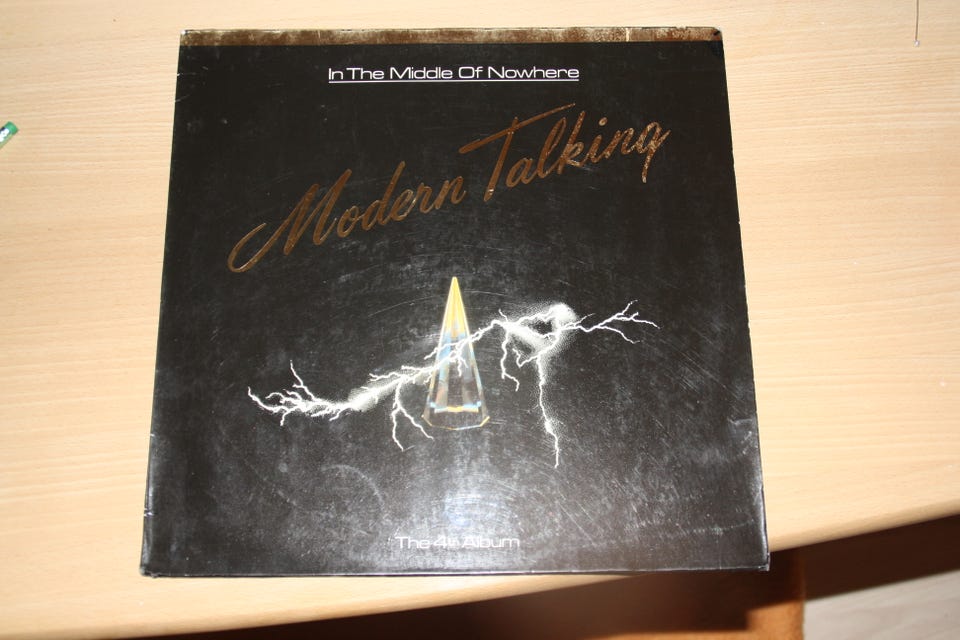 In The Middle Of Nowhere
Modern Talking
The 4th Album